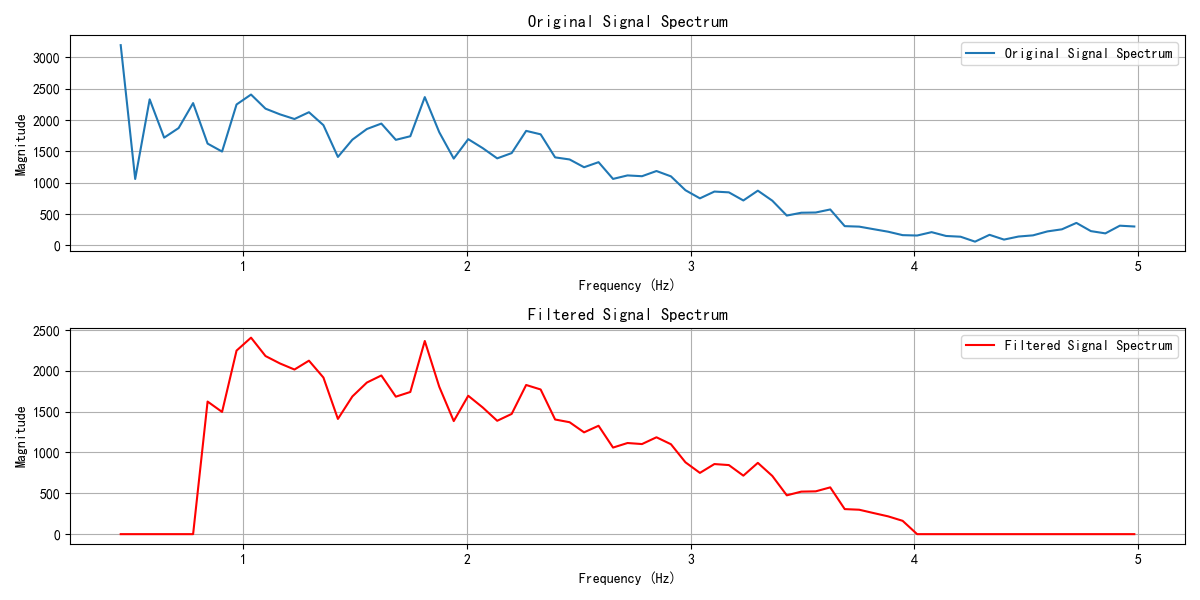 Original Signal Spectrum
Original Signal Spectrum
3000
2500
2000
1500
1000
500
0
Magnitude
1 2 3 4 5
Frequency (Hz)
Filtered Signal Spectrum
Filtered Signal Spectrum
2500
2000
1500
1000
500
0
Magnitude
1 2 3 4 5
Frequency (Hz)